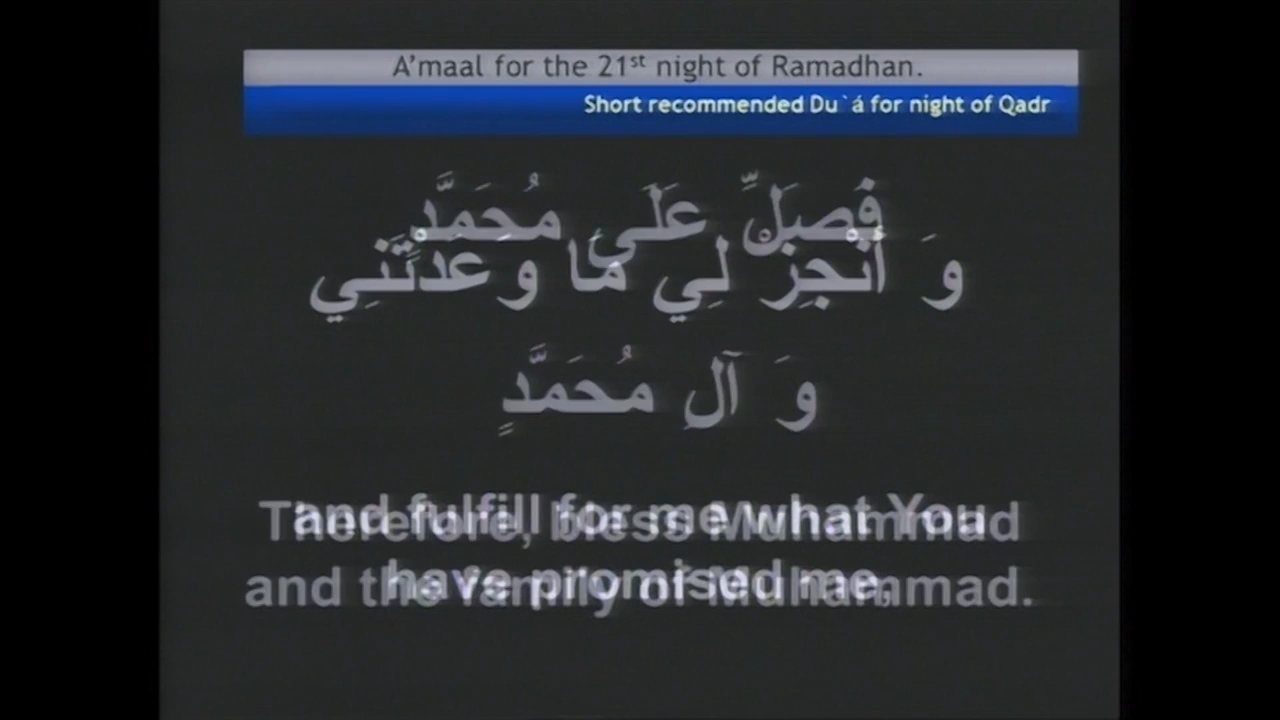 A'maal for the 21st night of Ramadhan.
Short recommended Du`á for night of Qadr
فَصَلِّ عَلَى مُحَمَّدٍ
وَ أَنْجِزْ لِي مَا وَعَدْتَنِي
وَ آلِ مُحَمَّدٍ
and fulfill for me what You
Therefore, bless Muhammad
have promised me,
and the family of Muhammad.